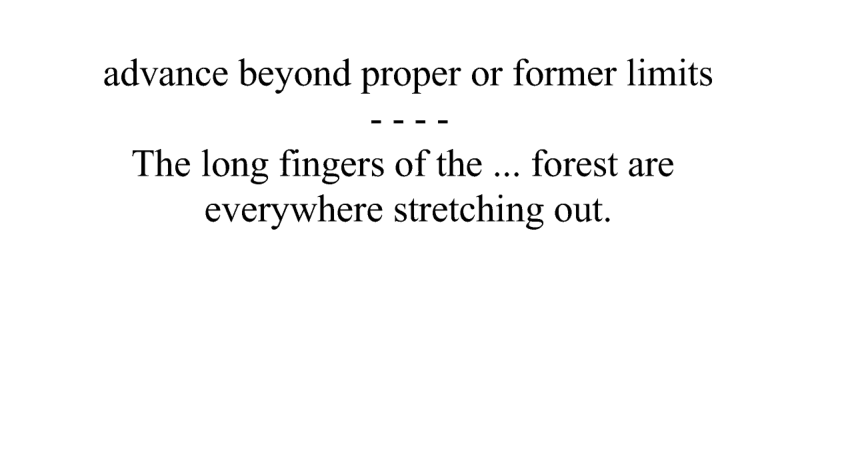 advance beyond proper or former limits
- - - -
The long fingers of the ... forest are
everywhere stretching out.